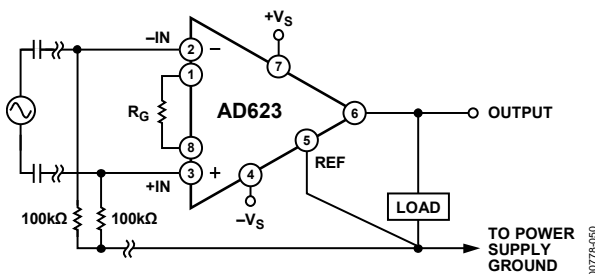 +VS
–IN
2
–
7
–VS
1
RG
AD623
6
OUTPUT
8
5
REF
3
+
4
+IN
–VS
LOAD
100kΩ
100kΩ
TO POWER
SUPPLY
GROUND
00778-050